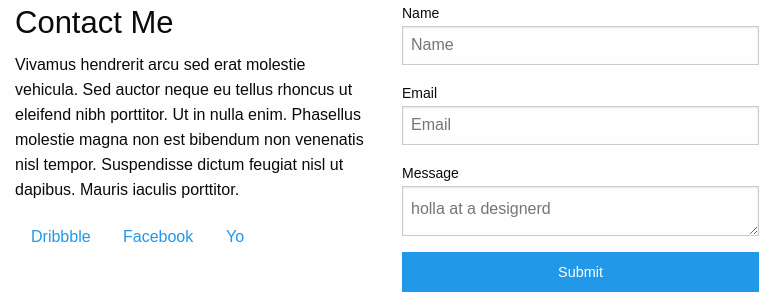 Contact Me
Vivamus hendrerit arcu sed erat molestie
vehicula. Sed auctor neque eu tellus rhoncus ut
eleifend nibh porttitor. Ut in nulla enim. Phasellus
molestie magna non est bibendum non venenatis
nisl tempor. Suspendisse dictum feugiat nisl ut
dapibus. Mauris iaculis porttitor.
Dribbble Facebook Yo
Name
Name
Email
Email
Message
holla at a designerd
Submit